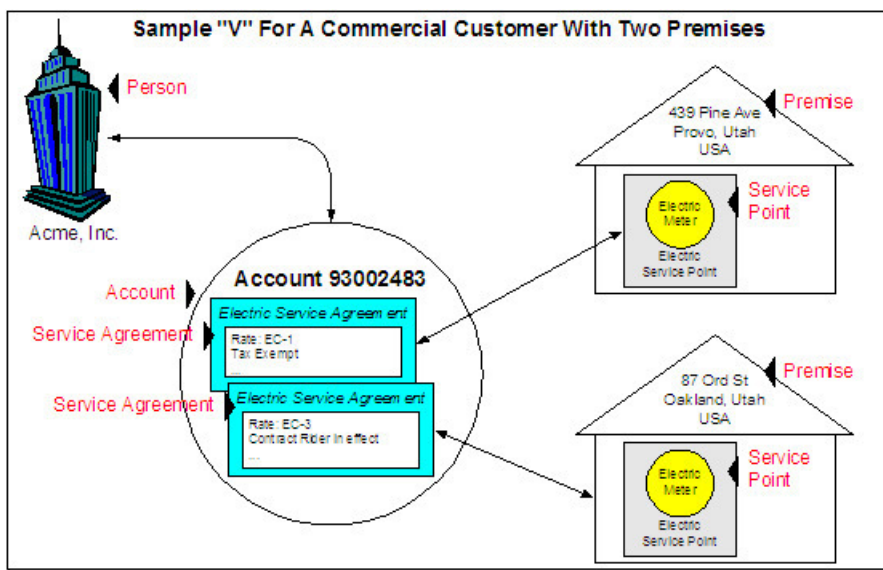 Sample "V" For A Commercial Customer With Two Premises
Person
Acme, Inc.
Account
Account 93002483
Service Agreement
Electric Service Agreement
Rate: EC-1
Tax Exempt
...
Service Agreement
Electric Service Agreement
Rate: EC-3
Contract Rider in effect
...
Premise
439 Pine Ave
Provo, Utah
USA
Service
Point
Electric
Meter
Electric
Service Point
Premise
87 Ord St
Oakland, Utah
USA
Service
Point
Electric
Meter
Electric
Service Point